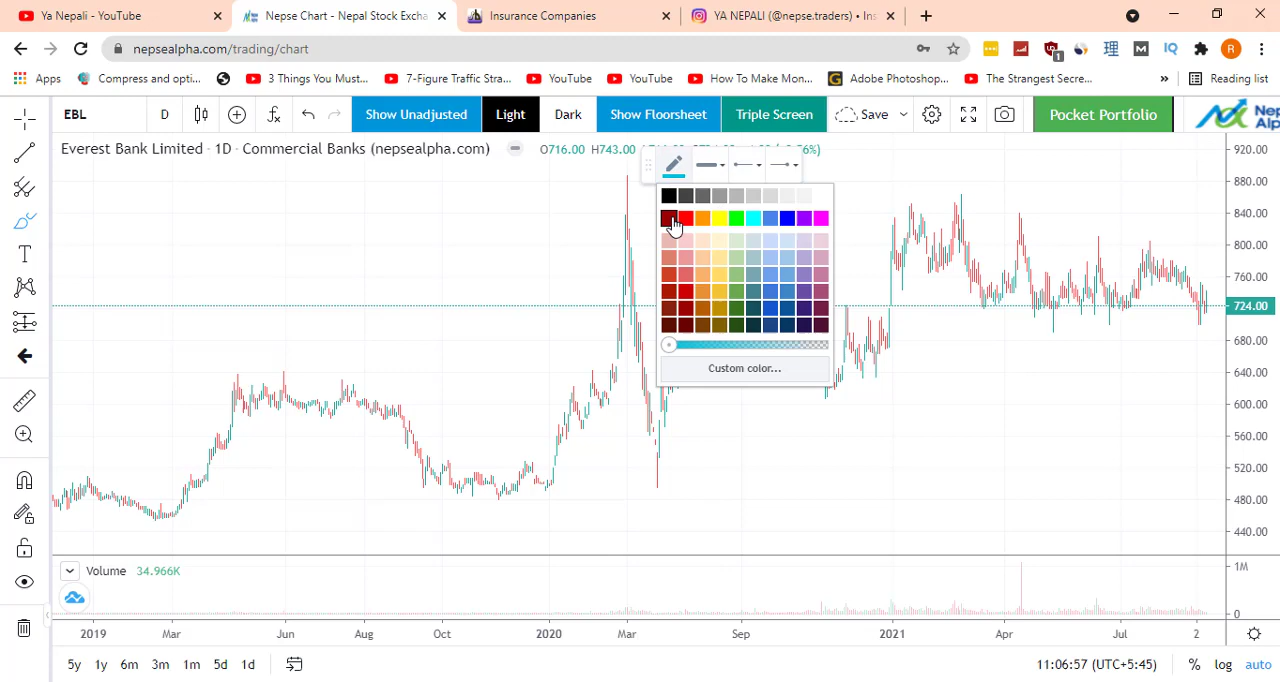 Ya Nepali - YouTube
Nepse Chart - Nepal Stock Excha
Insurance Companies
YA NEPALI (@nepse.traders) • Ins
nepsealpha.com/trading/chart
1
M
IQ
R
Apps
Compress and opti...
3 Things You Must...
7-Figure Traffic Stra...
YouTube
YouTube
How To Make Mon...
Adobe Photoshop...
The Strangest Secre...
»
Reading list
EBL
D
Show Unadjusted
Light
Dark
Show Floorsheet
Triple Screen
Save
Pocket Portfolio
Everest Bank Limited · 1D · Commercial Banks (nepsealpha.com)
O716.00 H743.00
920.00
880.00
840.00
800.00
760.00
724.00
680.00
640.00
600.00
560.00
520.00
480.00
440.00
Custom color...
Volume 34.966K
1M
0
2019
Mar
Jun
Aug
Oct
2020
Mar
Sep
2021
Apr
Jul
2
5y
1y
6m
3m
1m
5d
1d
11:06:57 (UTC+5:45)
%
log
auto